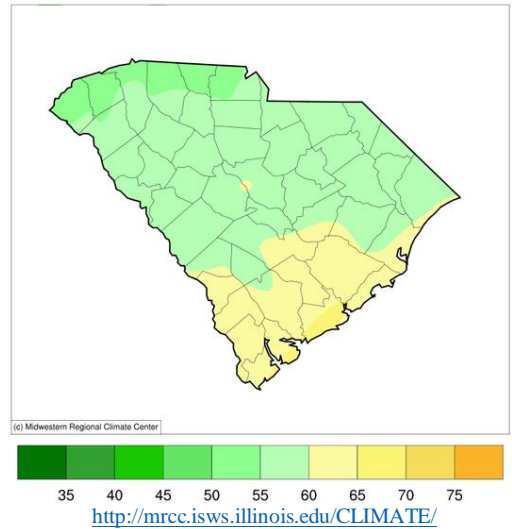 (c) Midwestern Regional Climate Center
35 40 45 50 55 60 65 70 75
http://mrcc.isws.illinois.edu/CLIMATE/